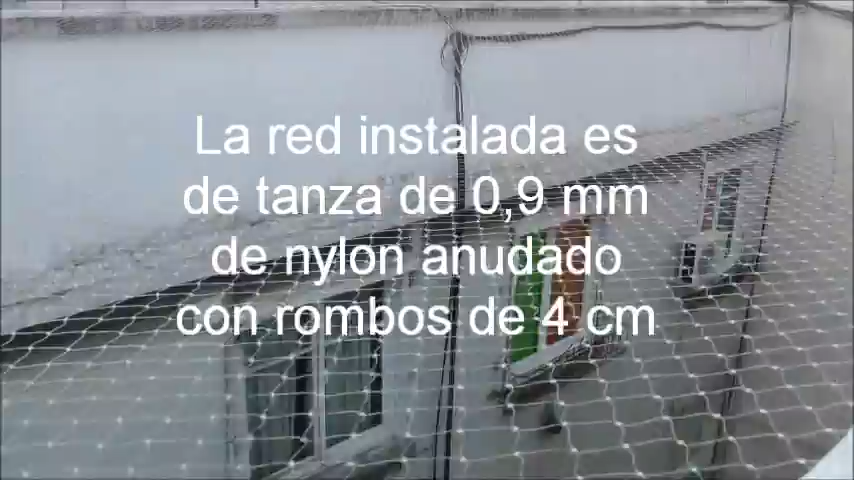 La red instalada es
de tanza de 0,9 mm
de nylon anudado
con rombos de 4 cm